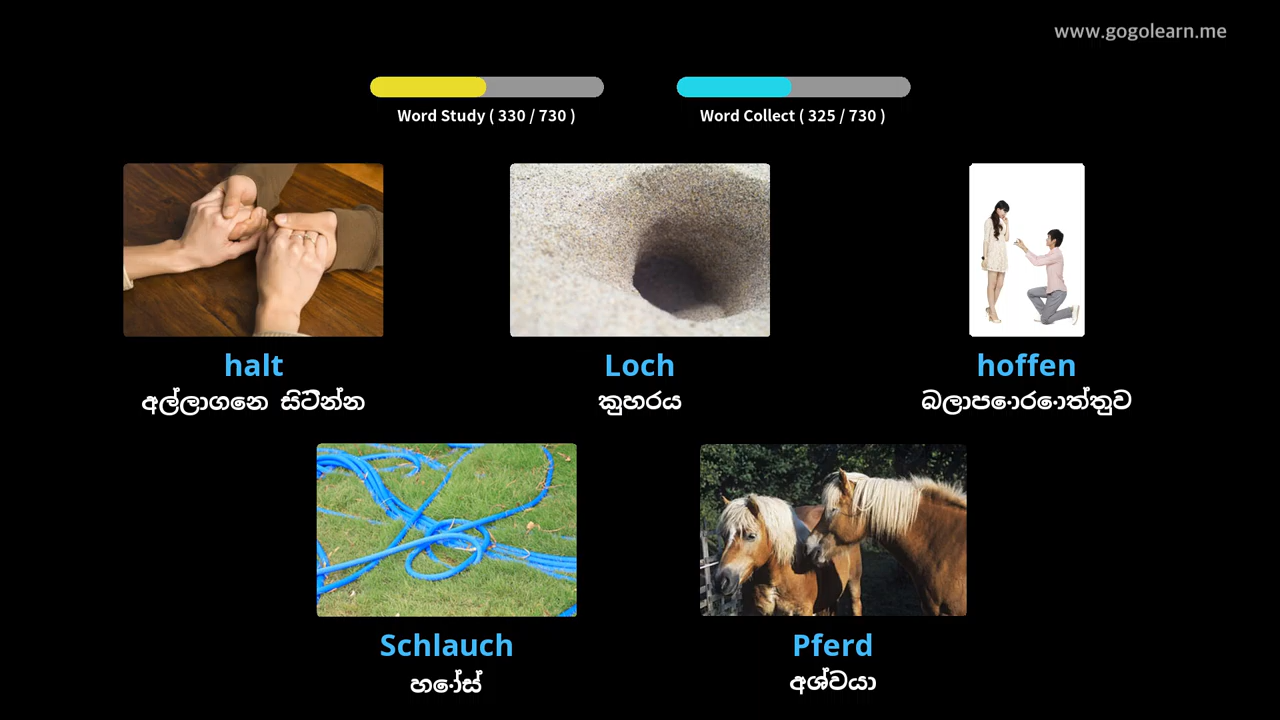 www.gogolearn.me
Word Study ( 330 / 730 )
Word Collect ( 325 / 730 )
halt
අල්ලාගනෙ සිටින්න
Loch
කුහරය
hoffen
බලාපොරොත්තුව
Schlauch
හෝස්
Pferd
අශ්වයා